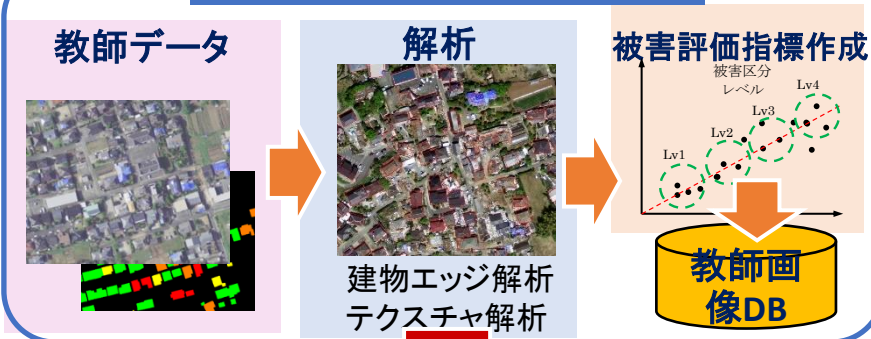 教師データ
解析
建物エッジ解析
テクスチャ解析
被害評価指標作成
被害区分
レベル
Lv1
Lv2
Lv3
Lv4
教師画
像DB